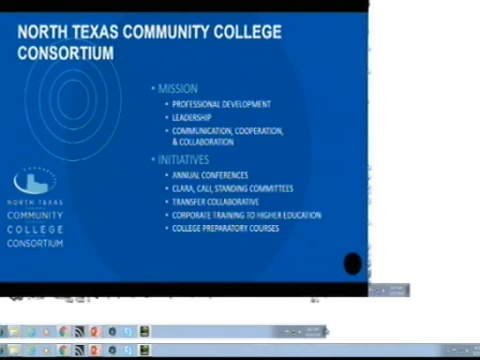 NORTH TEXAS COMMUNITY COLLEGE
CONSORTIUM
• MISSION
• PROFESSIONAL DEVELOPMENT
• LEADERSHIP
• COMMUNICATION, COOPERATION,
& COLLABORATION
• INITIATIVES
• ANNUAL CONFERENCES
• CLARA, CALI, STANDING COMMITTEES
• TRANSFER COLLABORATIVE
• CORPORATE TRAINING TO HIGHER EDUCATION
• COLLEGE PREPARATORY COURSES
NORTH TEXAS
COMMUNITY
COLLEGE
CONSORTIUM